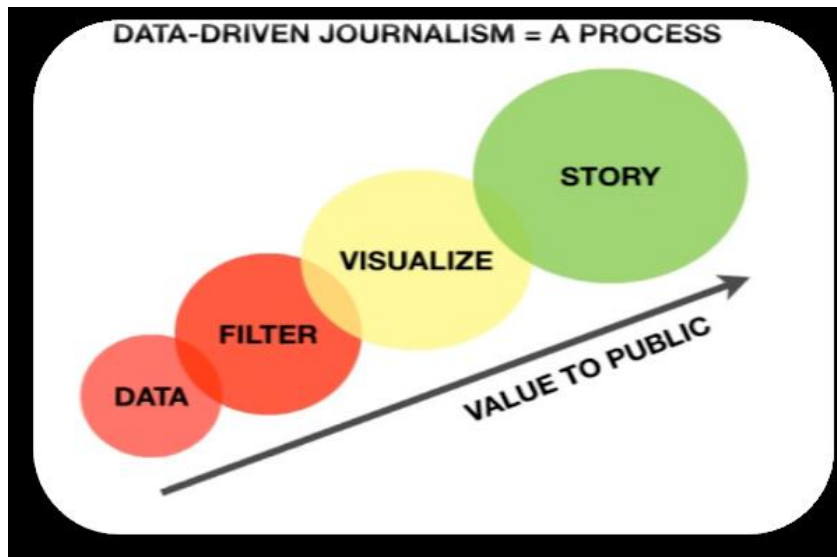 DATA-DRIVEN JOURNALISM = A PROCESS
STORY
VISUALIZE
FILTER
DATA
VALUE TO PUBLIC